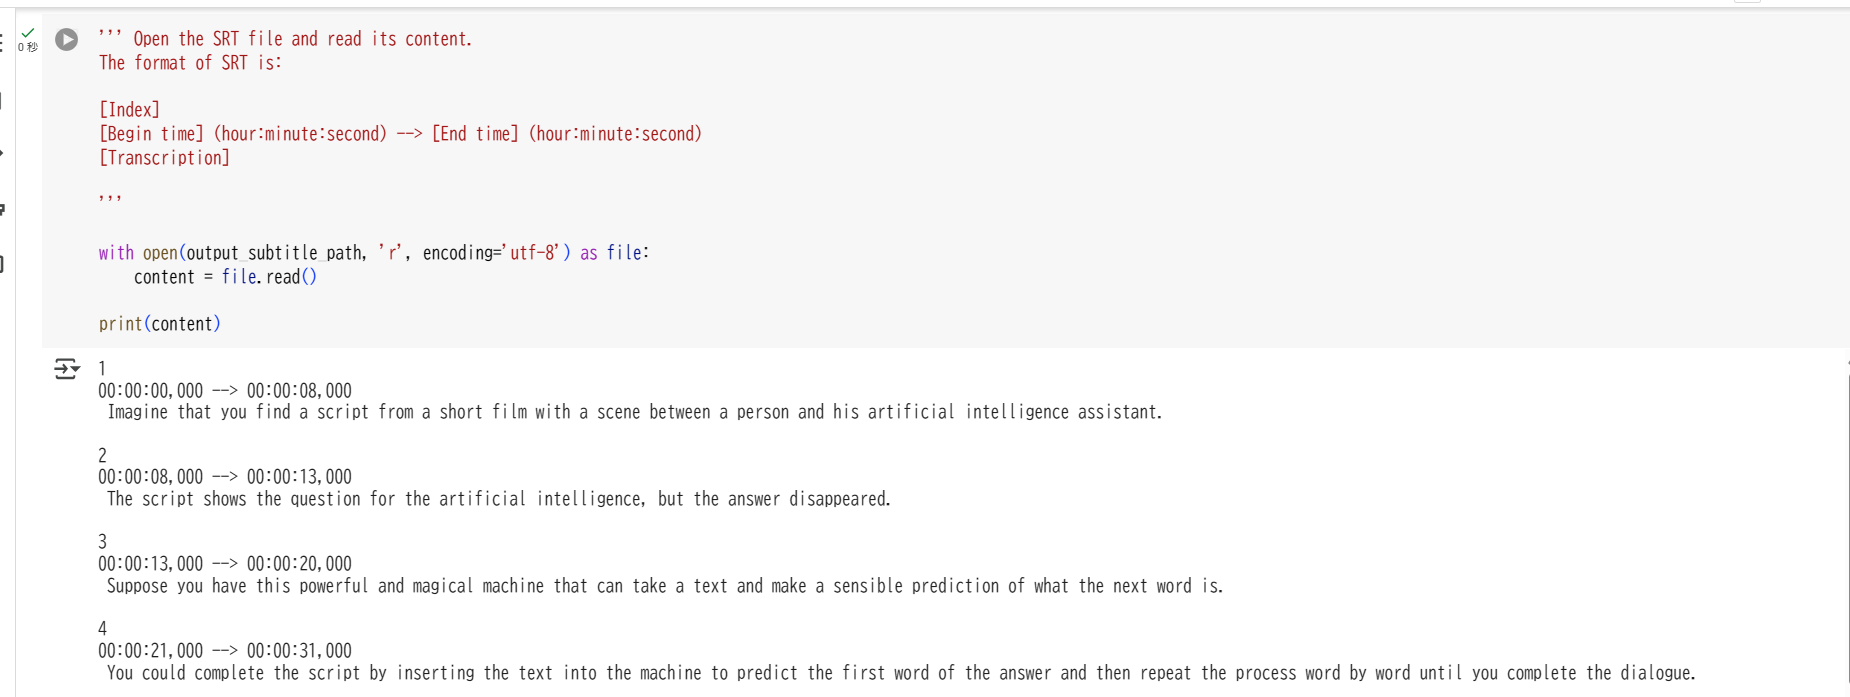 0 秒
''' Open the SRT file and read its content.
The format of SRT is:
[Index]
[Begin time] (hour:minute:second) --> [End time] (hour:minute:second)
[Transcription]
'''
with open(output_subtitle_path, 'r', encoding='utf-8') as file:
    content = file.read()
print(content)
1
00:00:00,000 --> 00:00:08,000
 Imagine that you find a script from a short film with a scene between a person and his artificial intelligence assistant.
2
00:00:08,000 --> 00:00:13,000
 The script shows the question for the artificial intelligence, but the answer disappeared.
3
00:00:13,000 --> 00:00:20,000
 Suppose you have this powerful and magical machine that can take a text and make a sensible prediction of what the next word is.
4
00:00:21,000 --> 00:00:31,000
 You could complete the script by inserting the text into the machine to predict the first word of the answer and then repeat the process word by word until you complete the dialogue.